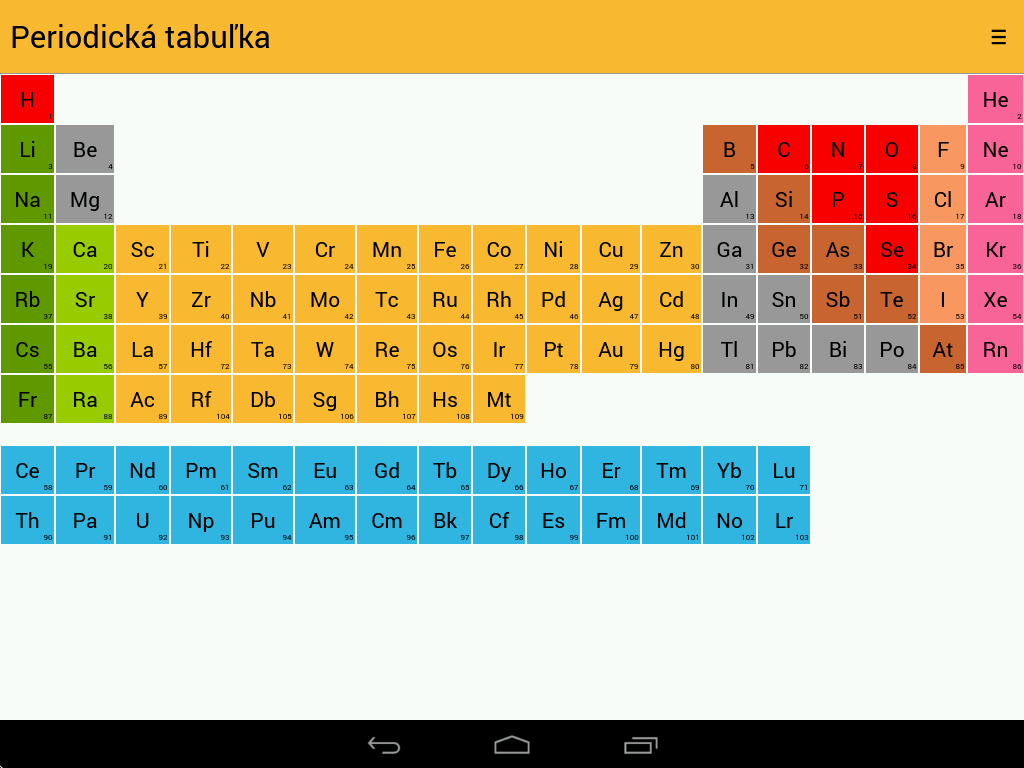 Periodická tabuľka
H 1 He 2
Li 3 Be 4 B 5 C 6 N 7 O 8 F 9 Ne 10
Na 11 Mg 12 Al 13 Si 14 P 15 S 16 Cl 17 Ar 18
K 19 Ca 20 Sc 21 Ti 22 V 23 Cr 24 Mn 25 Fe 26 Co 27 Ni 28 Cu 29 Zn 30 Ga 31 Ge 32 As 33 Se 34 Br 35 Kr 36
Rb 37 Sr 38 Y 39 Zr 40 Nb 41 Mo 42 Tc 43 Ru 44 Rh 45 Pd 46 Ag 47 Cd 48 In 49 Sn 50 Sb 51 Te 52 I 53 Xe 54
Cs 55 Ba 56 La 57 Hf 72 Ta 73 W 74 Re 75 Os 76 Ir 77 Pt 78 Au 79 Hg 80 Tl 81 Pb 82 Bi 83 Po 84 At 85 Rn 86
Fr 87 Ra 88 Ac 89 Rf 104 Db 105 Sg 106 Bh 107 Hs 108 Mt 109
Ce 58 Pr 59 Nd 60 Pm 61 Sm 62 Eu 63 Gd 64 Tb 65 Dy 66 Ho 67 Er 68 Tm 69 Yb 70 Lu 71
Th 90 Pa 91 U 92 Np 93 Pu 94 Am 95 Cm 96 Bk 97 Cf 98 Es 99 Fm 100 Md 101 No 102 Lr 103